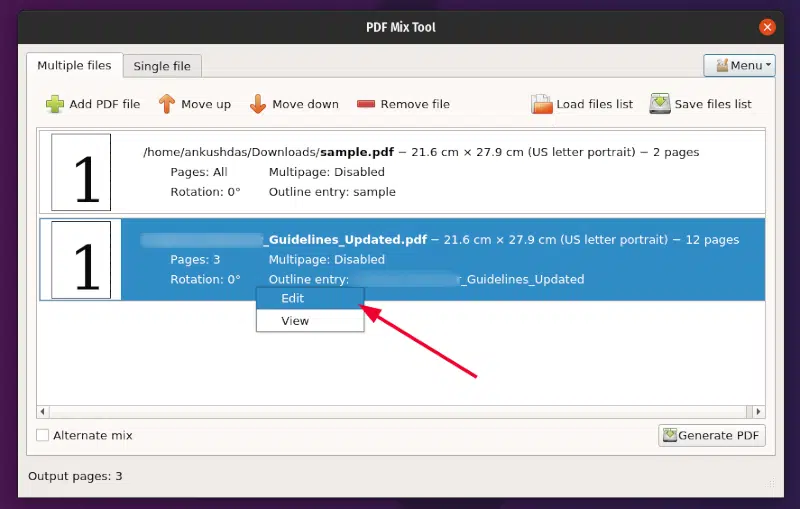 PDF Mix Tool
Multiple files Single file Menu
Add PDF file Move up Move down Remove file Load files list Save files list
1
/home/ankushdas/Downloads/sample.pdf − 21.6 cm × 27.9 cm (US letter portrait) − 2 pages
Pages: All Multipage: Disabled
Rotation: 0° Outline entry: sample
1
_Guidelines_Updated.pdf − 21.6 cm × 27.9 cm (US letter portrait) − 12 pages
Pages: 3 Multipage: Disabled
Rotation: 0° Outline entry: r_Guidelines_Updated
Edit
View
Alternate mix Generate PDF
Output pages: 3